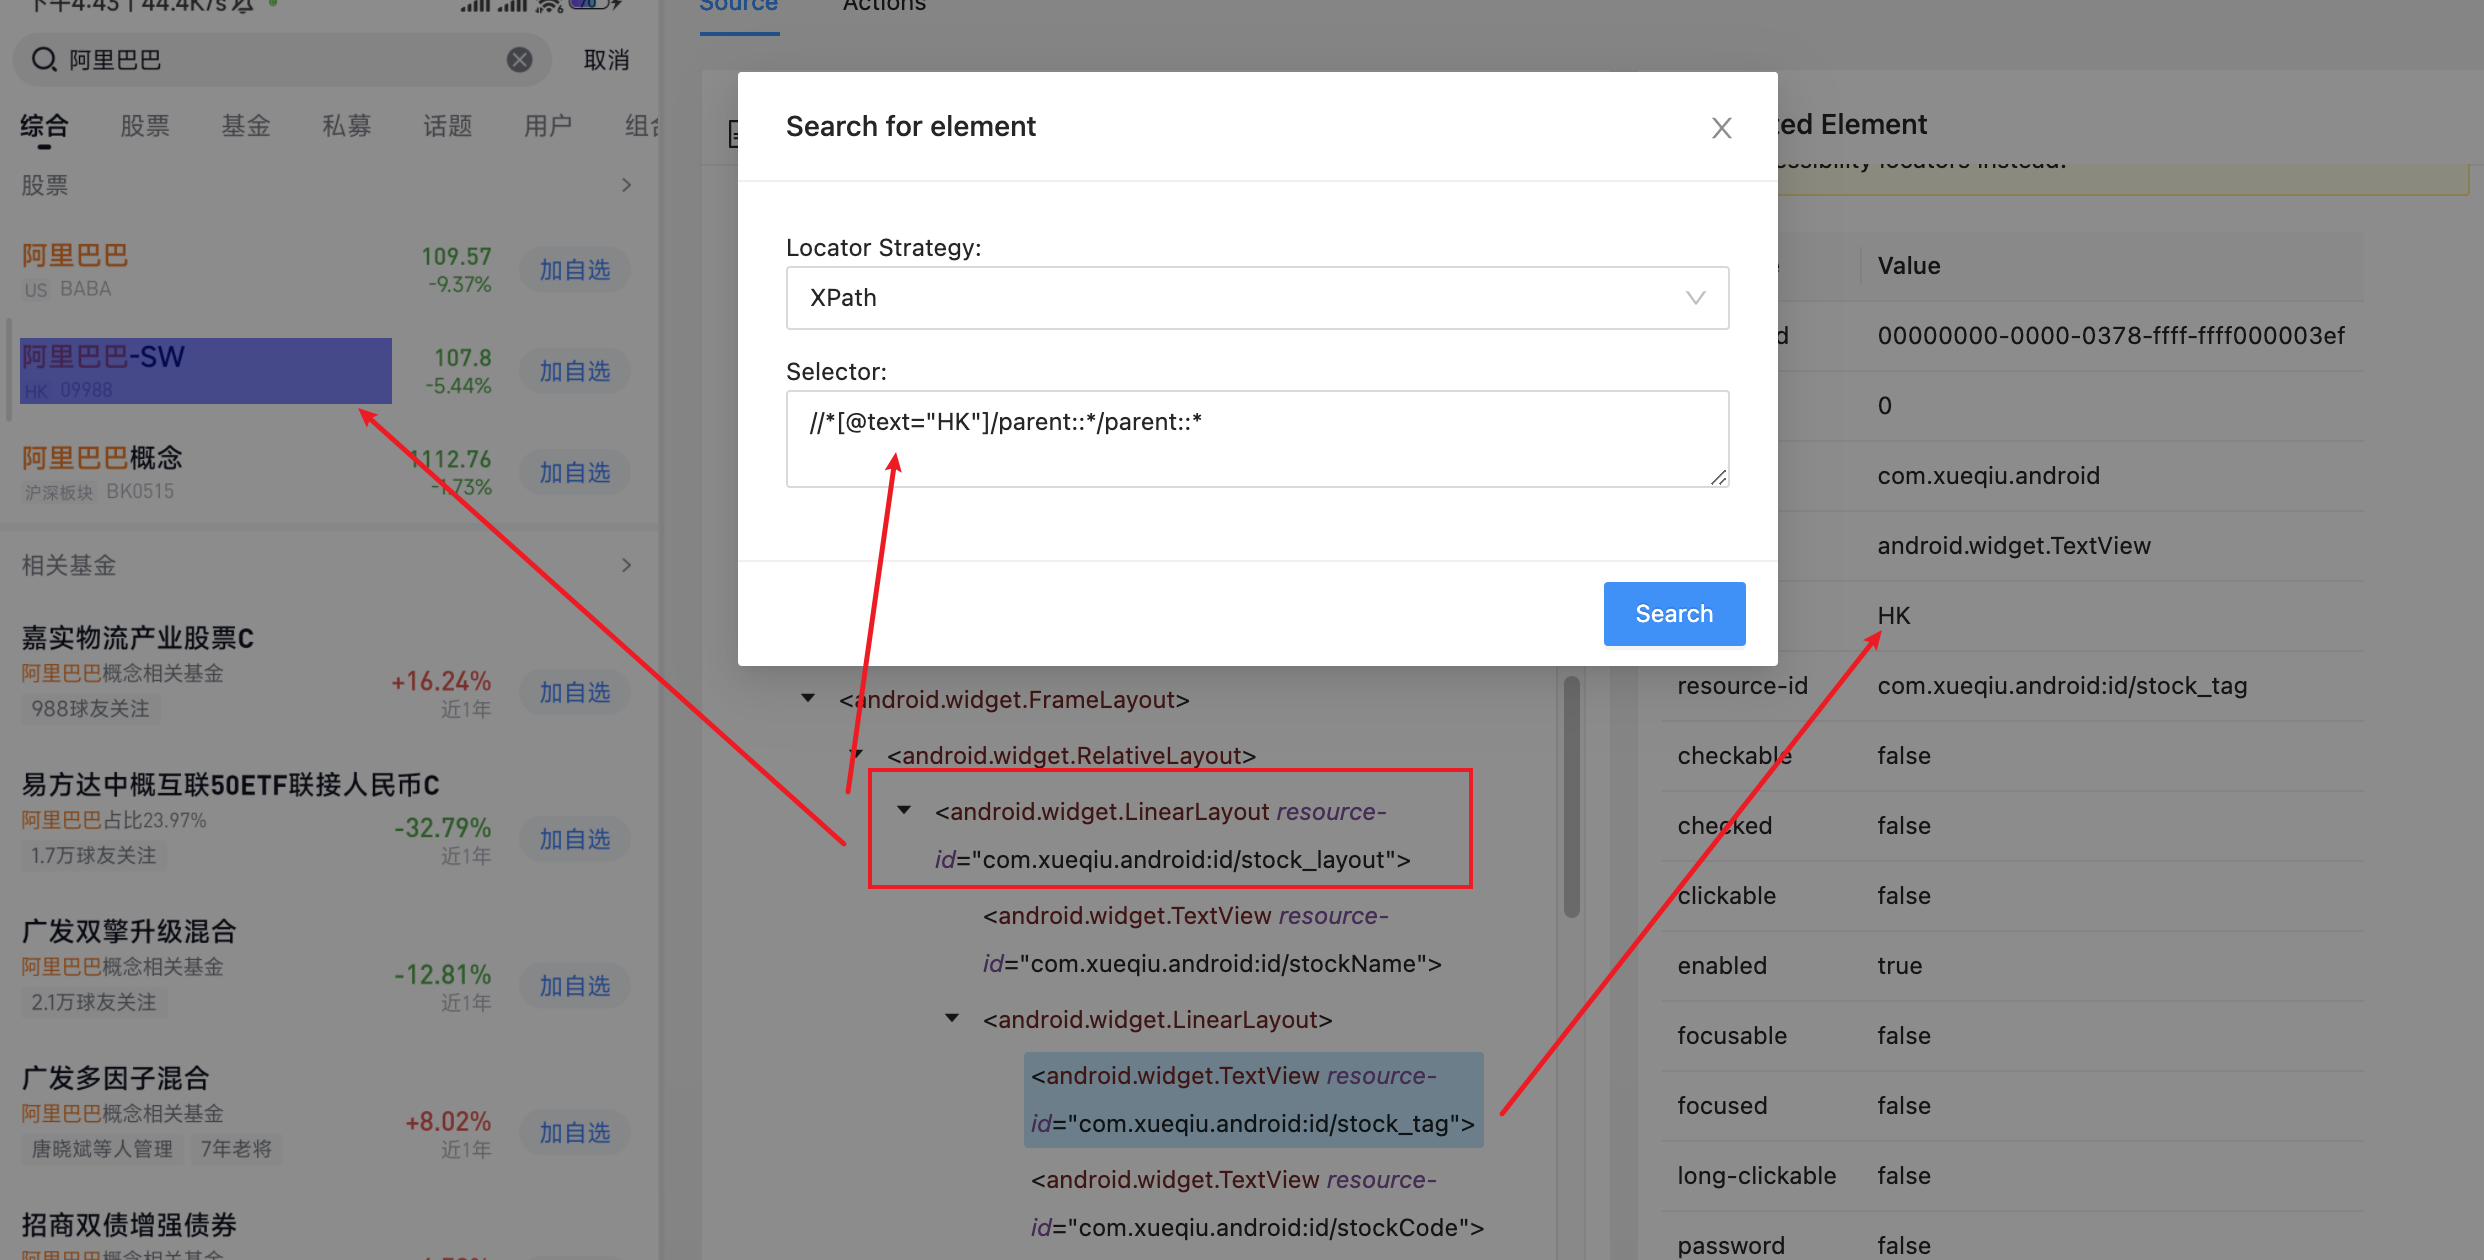 下午4:43 | 44.4K/s
70
阿里巴巴
取消
综合
股票
基金
私募
话题
用户
股票
阿里巴巴
US BABA
109.57
-9.37%
加自选
阿里巴巴-SW
HK 09988
107.8
-5.44%
加自选
阿里巴巴概念
沪深板块 BK0515
1112.76
-1.73%
加自选
相关基金
嘉实物流产业股票C
阿里巴巴概念相关基金
988球友关注
+16.24%
近1年
加自选
易方达中概互联50ETF联接人民币C
阿里巴巴占比23.97%
1.7万球友关注
-32.79%
近1年
加自选
广发双擎升级混合
阿里巴巴概念相关基金
2.1万球友关注
-12.81%
近1年
加自选
广发多因子混合
阿里巴巴概念相关基金
唐晓斌等人管理 7年老将
+8.02%
近1年
加自选
招商双债增强债券
阿里巴巴概念相关基金
Source
Actions
Search for element
Locator Strategy:
XPath
Selector:
//*[@text="HK"]/parent::*/parent::*
Search
<android.widget.FrameLayout>
<android.widget.RelativeLayout>
<android.widget.LinearLayout resource-
id="com.xueqiu.android:id/stock_layout">
<android.widget.TextView resource-
id="com.xueqiu.android:id/stockName">
<android.widget.LinearLayout>
<android.widget.TextView resource-
id="com.xueqiu.android:id/stock_tag">
<android.widget.TextView resource-
id="com.xueqiu.android:id/stockCode">
Element
locators instead.
Value
00000000-0000-0378-ffff-ffff000003ef
0
com.xueqiu.android
android.widget.TextView
HK
resource-id com.xueqiu.android:id/stock_tag
checkable false
checked false
clickable false
enabled true
focusable false
focused false
long-clickable false
password false